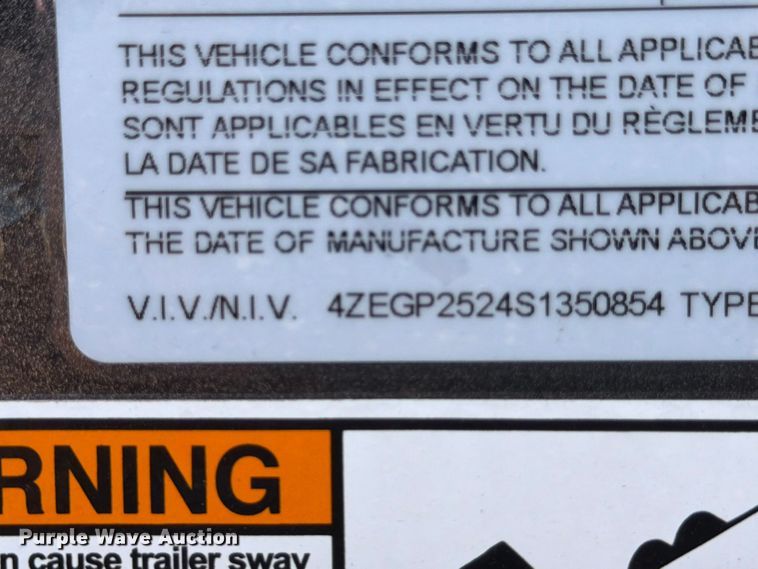 THIS VEHICLE CONFORMS TO ALL APPLICAB
REGULATIONS IN EFFECT ON THE DATE OF
SONT APPLICABLES EN VERTU DU RÈGLEME
LA DATE DE SA FABRICATION.
THIS VEHICLE CONFORMS TO ALL APPLICAB
THE DATE OF MANUFACTURE SHOWN ABOVE
V.I.V./N.I.V. 4ZEGP2524S1350854 TYPE
RNING
n cause trailer sway
Purple Wave Auction